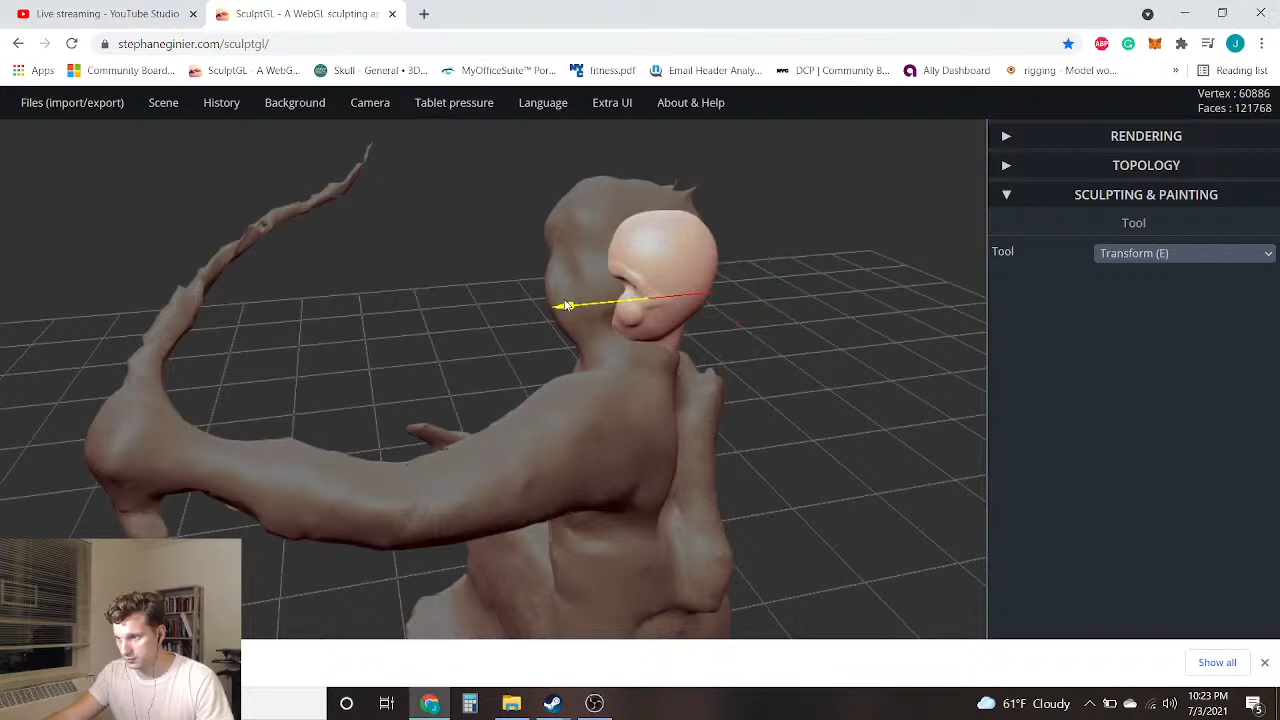 Live streaming - YouTube Studio
SculptGL - A WebGL sculpting ap
stephaneginier.com/sculptgl/
Apps
Community Board...
SculptGL - A WebG...
Skull - General • 3D...
MyOfficeSuite™ Por...
fitness.pdf
Email Header Analy...
DCP | Community B...
Ally Dashboard
rigging - Model wo...
»
Reading list
Files (import/export)
Scene
History
Background
Camera
Tablet pressure
Language
Extra UI
About & Help
Vertex : 60886
Faces : 121768
RENDERING
TOPOLOGY
SCULPTING & PAINTING
Tool
Tool
Transform (E)
Show all
61°F Cloudy
10:23 PM
7/3/2021